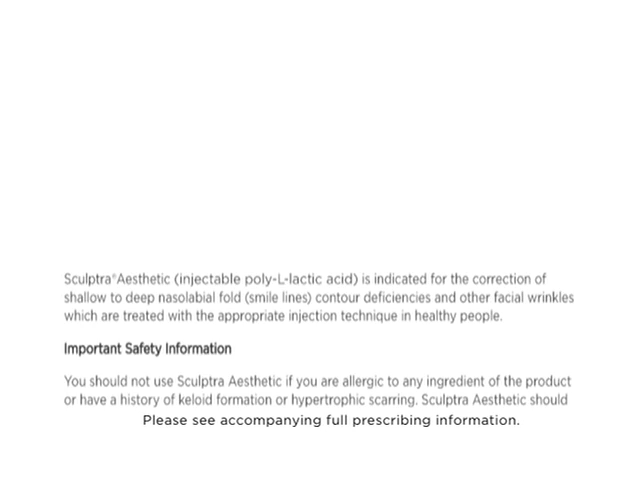 Sculptra®Aesthetic (injectable poly-L-lactic acid) is indicated for the correction of
shallow to deep nasolabial fold (smile lines) contour deficiencies and other facial wrinkles
which are treated with the appropriate injection technique in healthy people.
Important Safety Information
You should not use Sculptra Aesthetic if you are allergic to any ingredient of the product
or have a history of keloid formation or hypertrophic scarring. Sculptra Aesthetic should
Please see accompanying full prescribing information.